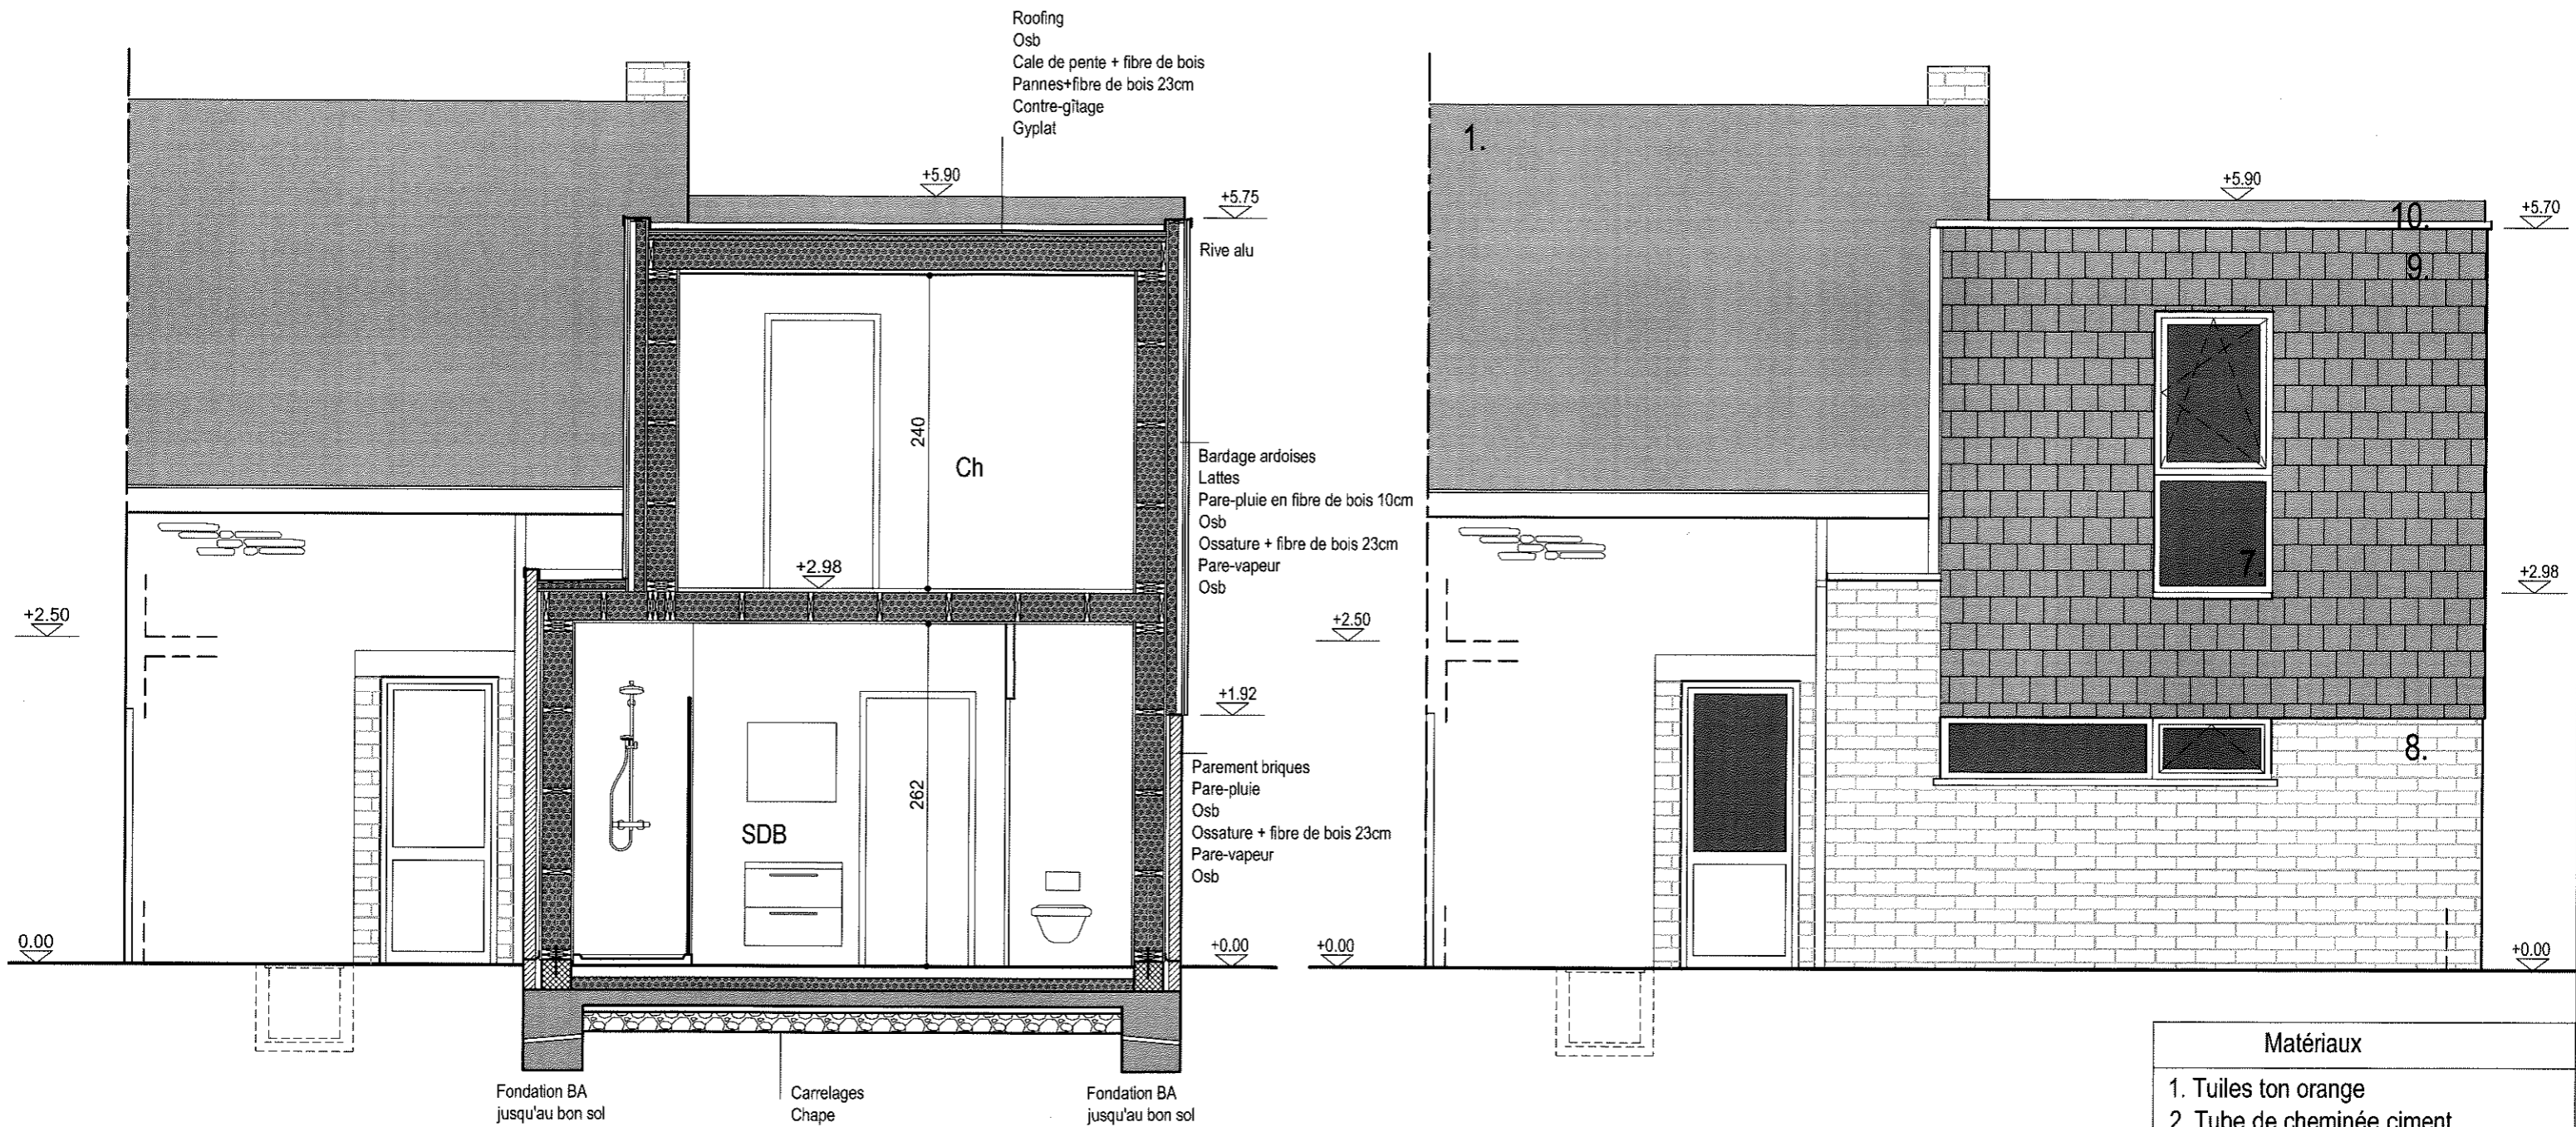 Roofing
Osb
Cale de pente + fibre de bois
Pannes+fibre de bois 23cm
Contre-gîtage
Gyplat
1.
+5.90
+5.75
Rive alu
+5.90
10.
+5.70
9.
240
Ch
Bardage ardoises
Lattes
Pare-pluie en fibre de bois 10cm
Osb
Ossature + fibre de bois 23cm
Pare-vapeur
Osb
+2.98
7.
+2.98
+2.50
+2.50
+1.92
8.
262
SDB
Parement briques
Pare-pluie
Osb
Ossature + fibre de bois 23cm
Pare-vapeur
Osb
0.00
+0.00
+0.00
+0.00
Fondation BA
jusqu'au bon sol
Carrelages
Chape
Fondation BA
jusqu'au bon sol
Matériaux
1. Tuiles ton orange
2. Tube de cheminée ciment